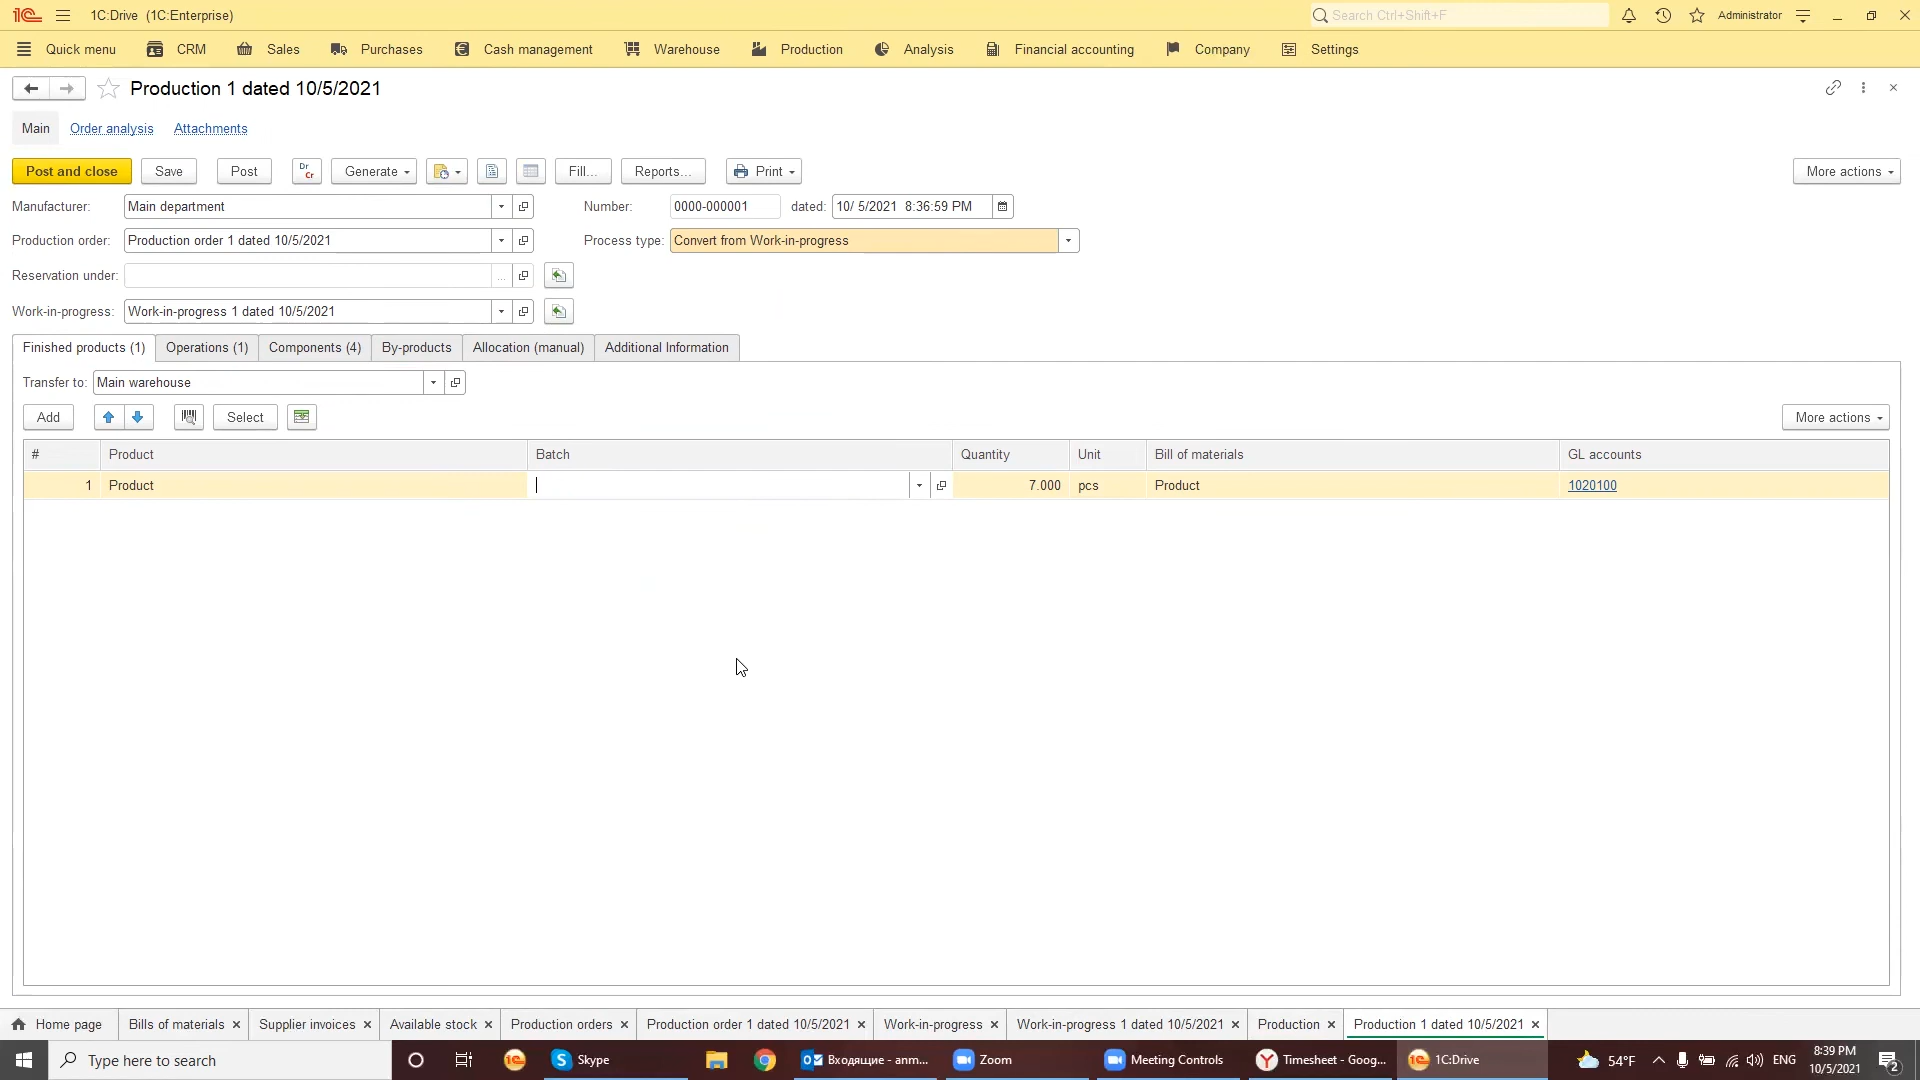 1C:Drive (1C:Enterprise)
Search Ctrl+Shift+F
Administrator
Quick menu
CRM
Sales
Purchases
Cash management
Warehouse
Production
Analysis
Financial accounting
Company
Settings
Production 1 dated 10/5/2021
Main
Order analysis
Attachments
Post and close
Save
Post
Dr
Cr
Generate
Fill...
Reports...
Print
More actions
Manufacturer:
Main department
Number:
0000-000001
dated:
10/ 5/2021 8:36:59 PM
Production order:
Production order 1 dated 10/5/2021
Process type:
Convert from Work-in-progress
Reservation under:
...
Work-in-progress:
Work-in-progress 1 dated 10/5/2021
Finished products (1)
Operations (1)
Components (4)
By-products
Allocation (manual)
Additional Information
Transfer to:
Main warehouse
Add
Select
More actions
# Product Batch Quantity Unit Bill of materials GL accounts
1 Product 7.000 pcs Product 1020100
Home page
Bills of materials
Supplier invoices
Available stock
Production orders
Production order 1 dated 10/5/2021
Work-in-progress
Work-in-progress 1 dated 10/5/2021
Production
Production 1 dated 10/5/2021
Type here to search
Skype
Входящие - anm...
Zoom
Meeting Controls
Timesheet - Goog...
1C:Drive
54°F
ENG
8:39 PM
10/5/2021
2